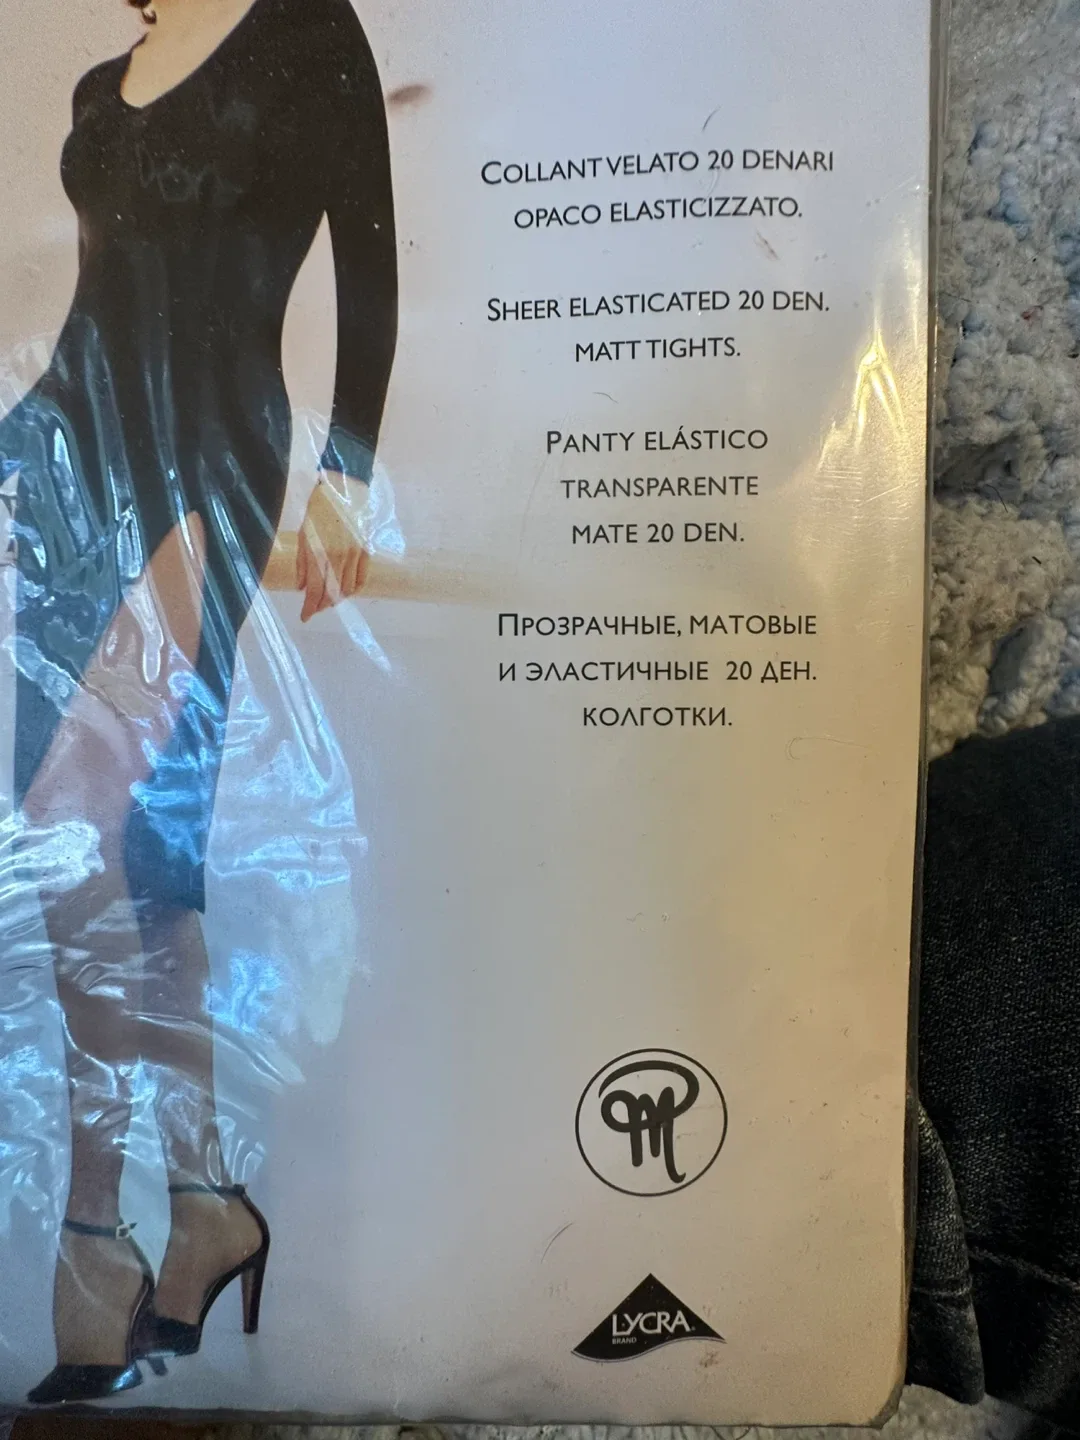 COLLANT VELATO 20 DENARI
OPACO ELASTICIZZATO.
SHEER ELASTICATED 20 DEN.
MATT TIGHTS.
PANTY ELÁSTICO
TRANSPARENTE
MATE 20 DEN.
ПРОЗРАЧНЫЕ, МАТОВЫЕ
И ЭЛАСТИЧНЫЕ 20 ДЕН.
КОЛГОТКИ.
LYCRA
BRAND